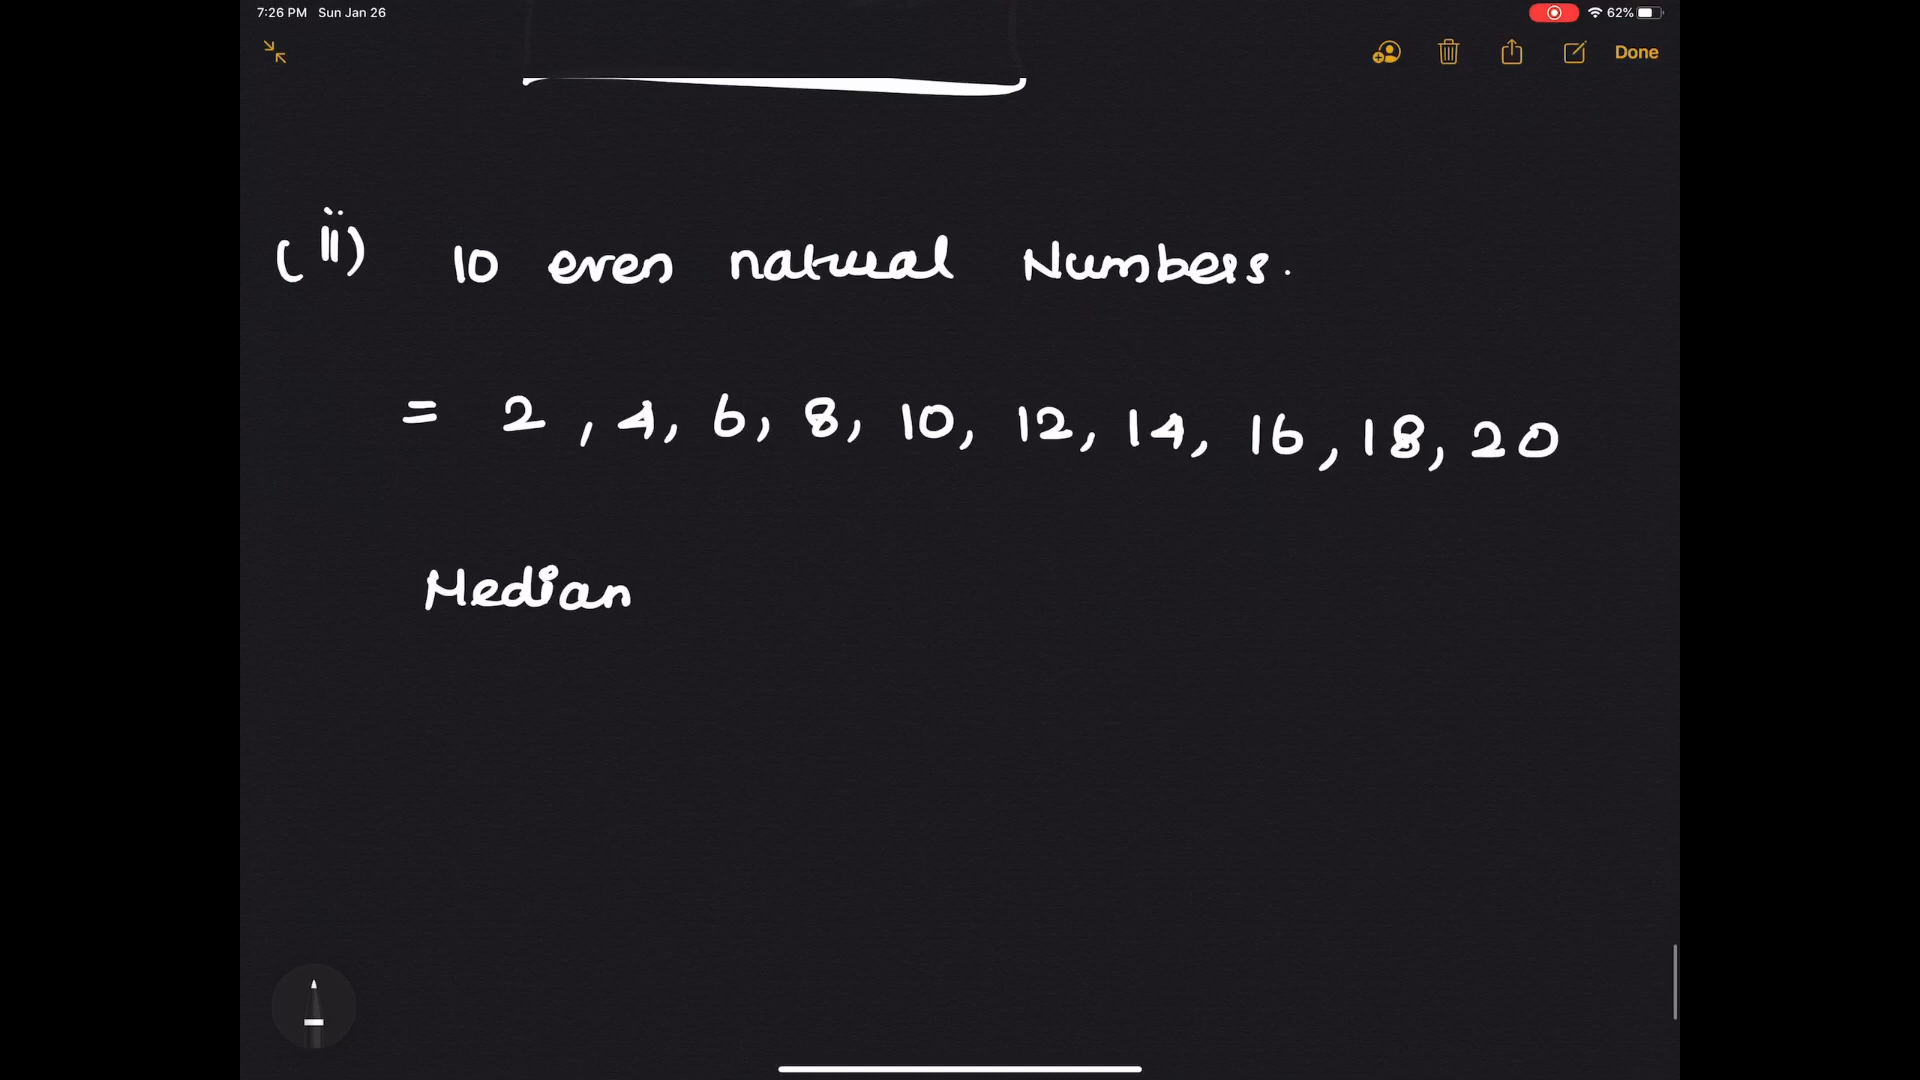 7:26 PM Sun Jan 26 62%
Done
(ii) 10 even natural Numbers.
= 2, 4, 6, 8, 10, 12, 14, 16, 18, 20
Median